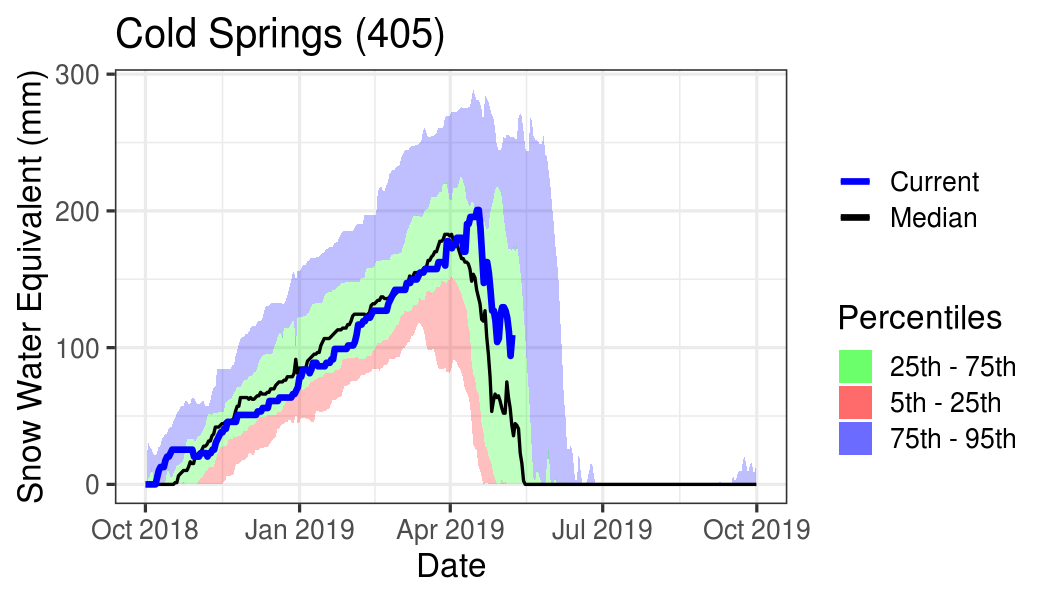 Cold Springs (405)
Snow Water Equivalent (mm)
300
200
100
0
Oct 2018
Jan 2019
Apr 2019
Jul 2019
Oct 2019
Date
Current
Median
Percentiles
25th - 75th
5th - 25th
75th - 95th